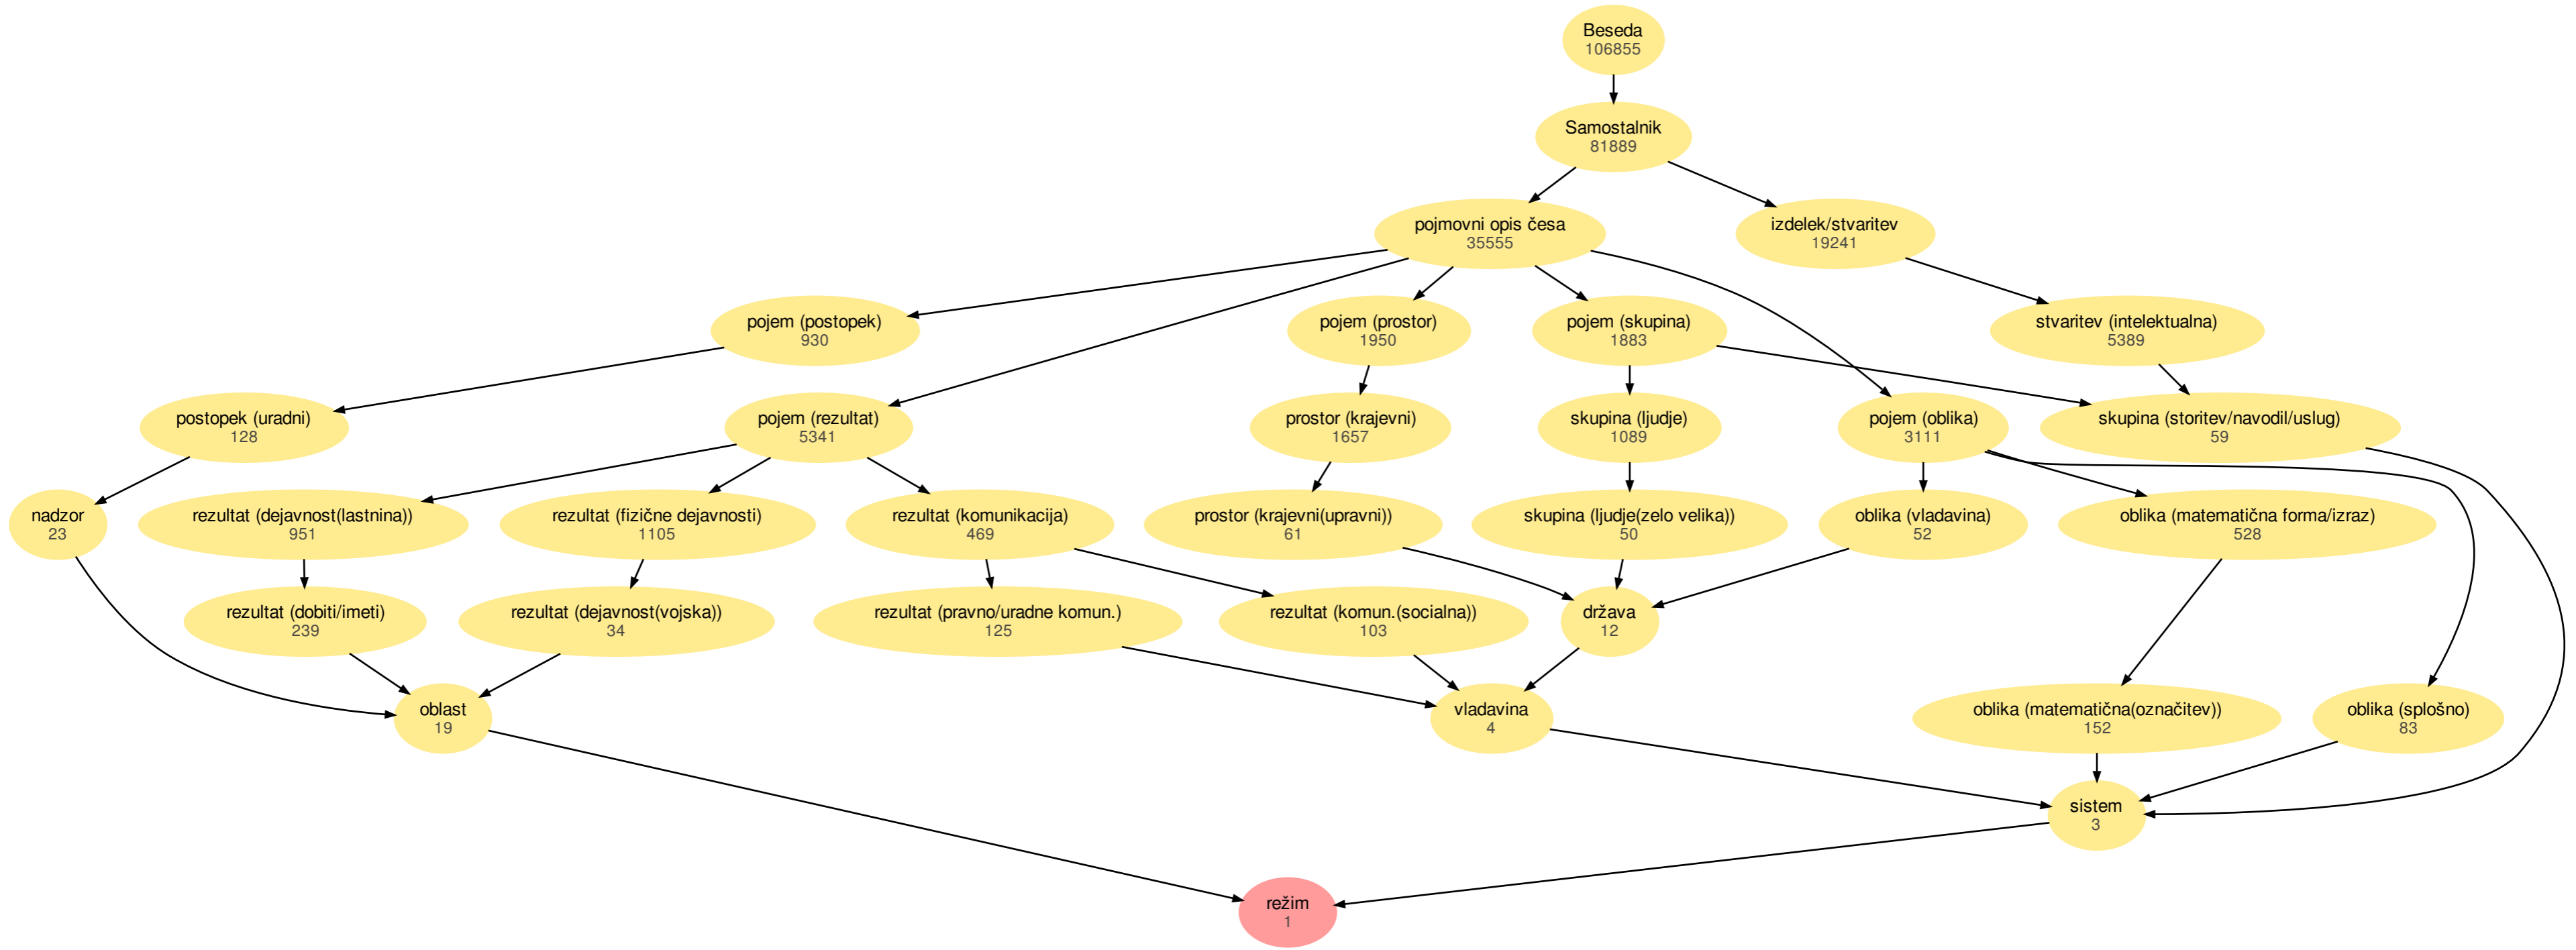 Beseda
106855
Samostalnik
81889
pojmovni opis česa
35555
izdelek/stvaritev
19241
pojem (postopek)
930
pojem (prostor)
1950
pojem (skupina)
1883
stvaritev (intelektualna)
5389
postopek (uradni)
128
pojem (rezultat)
5341
prostor (krajevni)
1657
skupina (ljudje)
1089
pojem (oblika)
3111
skupina (storitev/navodil/uslug)
59
nadzor
23
rezultat (dejavnost(lastnina))
951
rezultat (fizične dejavnosti)
1105
rezultat (komunikacija)
469
prostor (krajevni(upravni))
61
skupina (ljudje(zelo velika))
50
oblika (vladavina)
52
oblika (matematična forma/izraz)
528
rezultat (dobiti/imeti)
239
rezultat (dejavnost(vojska))
34
rezultat (pravno/uradne komun.)
125
rezultat (komun.(socialna))
103
država
12
oblast
19
vladavina
4
oblika (matematična(označitev))
152
oblika (splošno)
83
sistem
3
režim
1